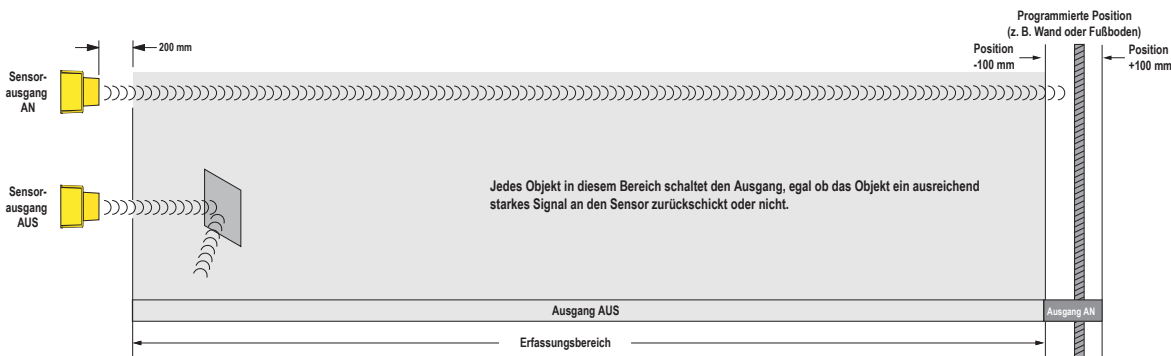 Programmierte Position
(z. B. Wand oder Fußboden)
200 mm
Position
-100 mm
Position
+100 mm
Sensor-
ausgang
AN
Sensor-
ausgang
AUS
Jedes Objekt in diesem Bereich schaltet den Ausgang, egal ob das Objekt ein ausreichend
starkes Signal an den Sensor zurückschickt oder nicht.
Ausgang AUS
Ausgang AN
Erfassungsbereich